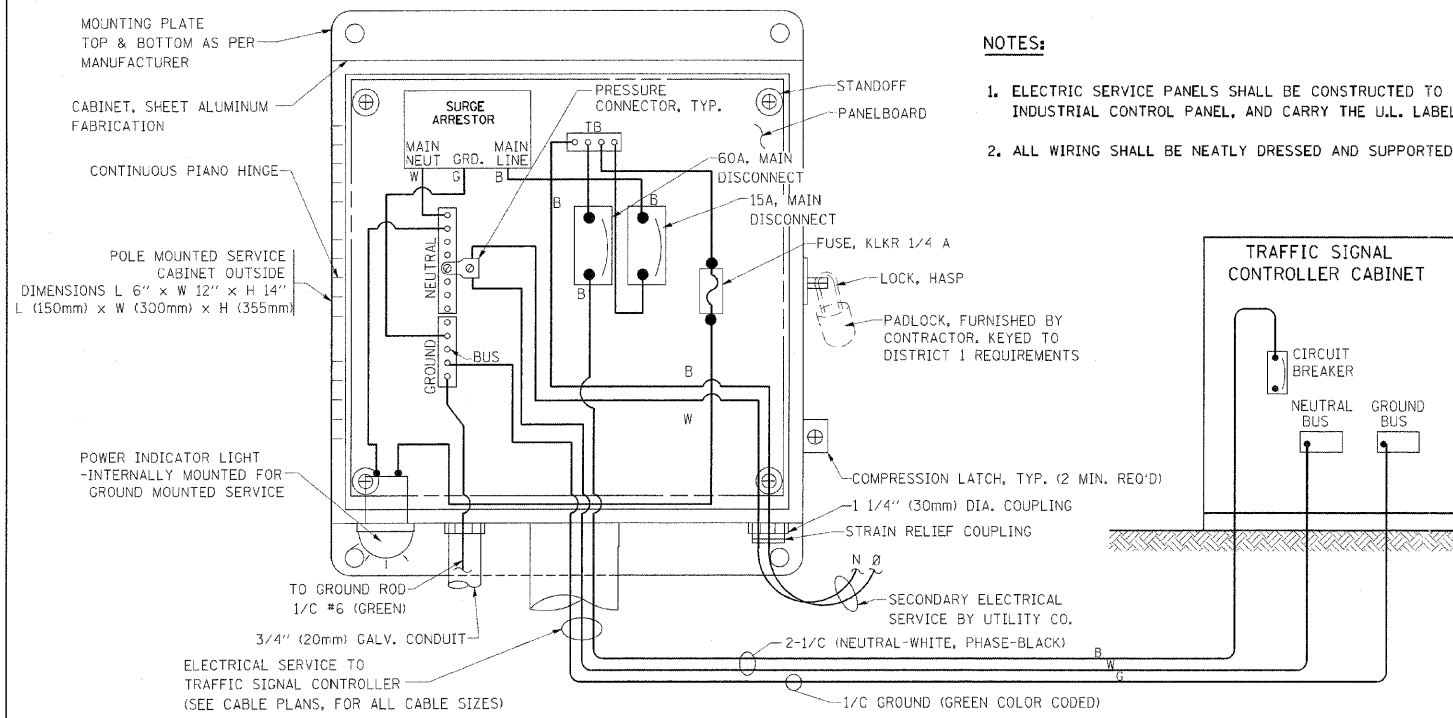 MOUNTING PLATE
TOP & BOTTOM AS PER
MANUFACTURER
CABINET, SHEET ALUMINUM
FABRICATION
CONTINUOUS PIANO HINGE
POLE MOUNTED SERVICE
CABINET OUTSIDE
DIMENSIONS L 6" x W 12" x H 14"
L (150mm) x W (300mm) x H (355mm)
POWER INDICATOR LIGHT
-INTERNALLY MOUNTED FOR
GROUND MOUNTED SERVICE
SURGE
ARRESTOR
MAIN
NEUT
GRD.
MAIN
LINE
W
G
B
PRESSURE
CONNECTOR, TYP.
TB
STANDOFF
PANELBOARD
60A, MAIN
DISCONNECT
15A, MAIN
DISCONNECT
B
B
B
FUSE, KLKR 1/4 A
LOCK, HASP
PADLOCK, FURNISHED BY
CONTRACTOR. KEYED TO
DISTRICT 1 REQUIREMENTS
NEUTRAL
GROUND
BUS
B
W
COMPRESSION LATCH, TYP. (2 MIN. REQ'D)
1 1/4" (30mm) DIA. COUPLING
STRAIN RELIEF COUPLING
N Ø
SECONDARY ELECTRICAL
SERVICE BY UTILITY CO.
TO GROUND ROD
1/C #6 (GREEN)
3/4" (20mm) GALV. CONDUIT
ELECTRICAL SERVICE TO
TRAFFIC SIGNAL CONTROLLER
(SEE CABLE PLANS, FOR ALL CABLE SIZES)
2-1/C (NEUTRAL-WHITE, PHASE-BLACK)
B
W
G
1/C GROUND (GREEN COLOR CODED)
NOTES:
1. ELECTRIC SERVICE PANELS SHALL BE CONSTRUCTED TO
INDUSTRIAL CONTROL PANEL, AND CARRY THE U.L. LABEL
2. ALL WIRING SHALL BE NEATLY DRESSED AND SUPPORTED
TRAFFIC SIGNAL
CONTROLLER CABINET
CIRCUIT
BREAKER
NEUTRAL
BUS
GROUND
BUS